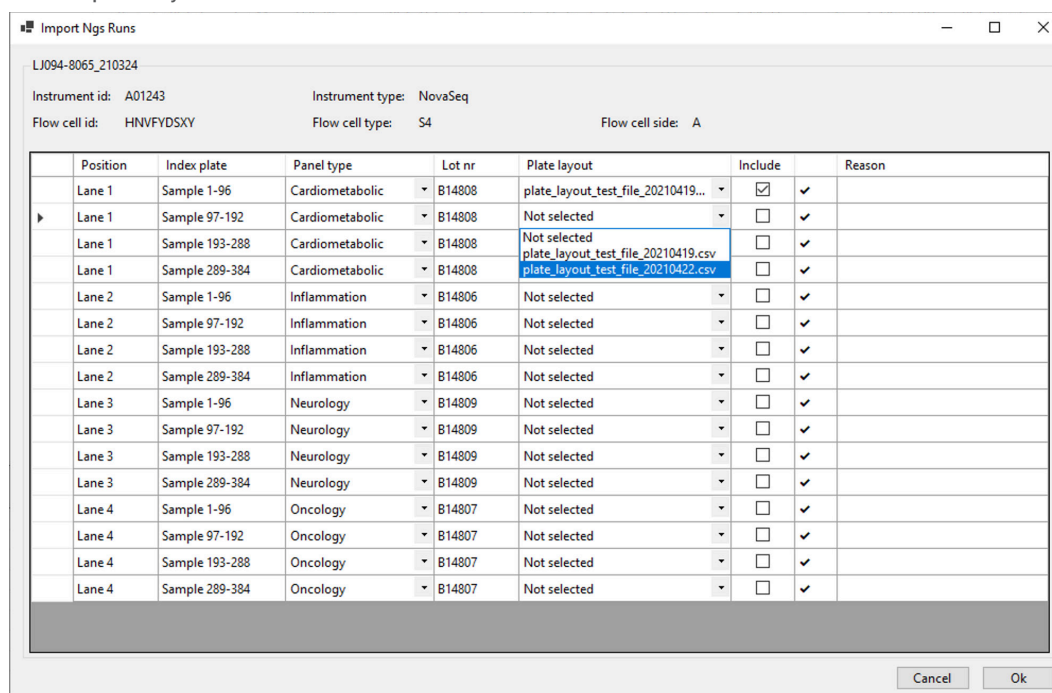 Import Ngs Runs
LJ094-8065_210324
Instrument id: A01243 Instrument type: NovaSeq
Flow cell id: HNVFYDSXY Flow cell type: S4 Flow cell side: A
Position Index plate Panel type Lot nr Plate layout Include Reason
Lane 1 Sample 1-96 Cardiometabolic B14808 plate_layout_test_file_20210419...
Lane 1 Sample 97-192 Cardiometabolic B14808 Not selected
Lane 1 Sample 193-288 Cardiometabolic B14808 Not selected
plate_layout_test_file_20210419.csv
Lane 1 Sample 289-384 Cardiometabolic B14808 plate_layout_test_file_20210422.csv
Lane 2 Sample 1-96 Inflammation B14806 Not selected
Lane 2 Sample 97-192 Inflammation B14806 Not selected
Lane 2 Sample 193-288 Inflammation B14806 Not selected
Lane 2 Sample 289-384 Inflammation B14806 Not selected
Lane 3 Sample 1-96 Neurology B14809 Not selected
Lane 3 Sample 97-192 Neurology B14809 Not selected
Lane 3 Sample 193-288 Neurology B14809 Not selected
Lane 3 Sample 289-384 Neurology B14809 Not selected
Lane 4 Sample 1-96 Oncology B14807 Not selected
Lane 4 Sample 97-192 Oncology B14807 Not selected
Lane 4 Sample 193-288 Oncology B14807 Not selected
Lane 4 Sample 289-384 Oncology B14807 Not selected
Cancel Ok